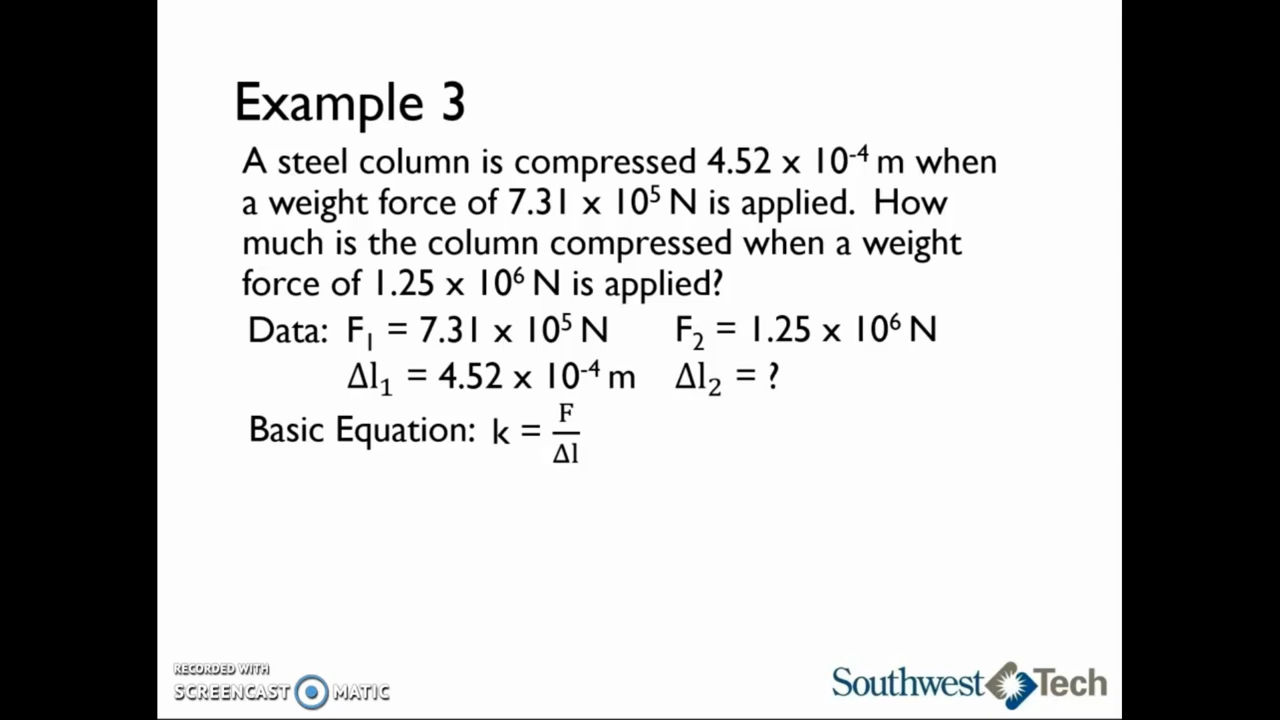 Example 3
A steel column is compressed 4.52 x 10⁻⁴ m when
a weight force of 7.31 x 10⁵ N is applied. How
much is the column compressed when a weight
force of 1.25 x 10⁶ N is applied?
Data: F₁ = 7.31 x 10⁵ N F₂ = 1.25 x 10⁶ N
Δl₁ = 4.52 x 10⁻⁴ m Δl₂ = ?
Basic Equation: k = F/Δl
RECORDED WITH
SCREENCAST MATIC
Southwest Tech